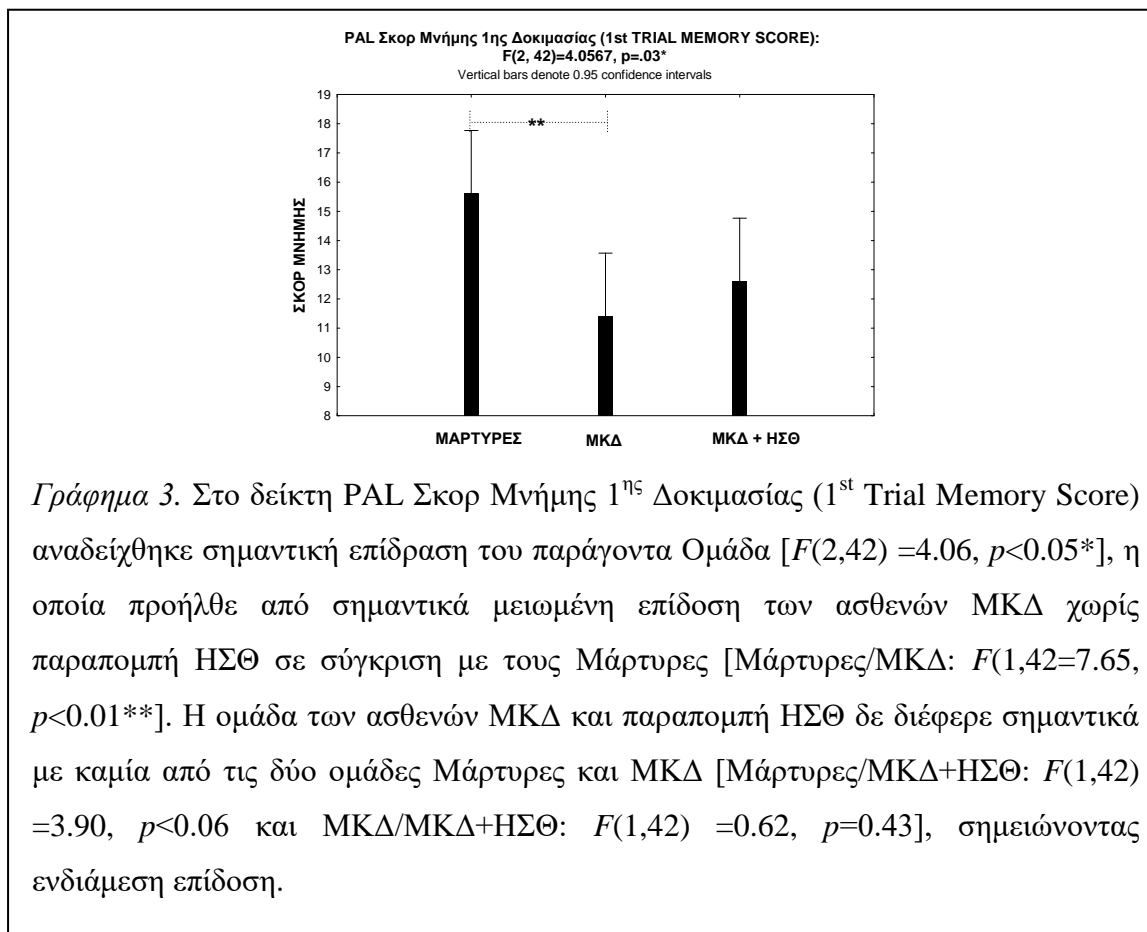 PAL Σκορ Μνήμης 1ης Δοκιμασίας (1st TRIAL MEMORY SCORE):
F(2, 42)=4.0567, p=.03*
Vertical bars denote 0.95 confidence intervals
19
18
17
16
15
14
13
12
11
10
9
8
ΣΚΟΡ ΜΝΗΜΗΣ
**
ΜΑΡΤΥΡΕΣ ΜΚΔ ΜΚΔ + ΗΣΘ
Γράφημα 3. Στο δείκτη PAL Σκορ Μνήμης 1ης Δοκιμασίας (1st Trial Memory Score)
αναδείχθηκε σημαντική επίδραση του παράγοντα Ομάδα [F(2,42) =4.06, p<0.05*], η
οποία προήλθε από σημαντικά μειωμένη επίδοση των ασθενών ΜΚΔ χωρίς
παραπομπή ΗΣΘ σε σύγκριση με τους Μάρτυρες [Μάρτυρες/ΜΚΔ: F(1,42=7.65,
p<0.01**]. Η ομάδα των ασθενών ΜΚΔ και παραπομπή ΗΣΘ δε διέφερε σημαντικά
με καμία από τις δύο ομάδες Μάρτυρες και ΜΚΔ [Μάρτυρες/ΜΚΔ+ΗΣΘ: F(1,42)
=3.90, p<0.06 και ΜΚΔ/ΜΚΔ+ΗΣΘ: F(1,42) =0.62, p=0.43], σημειώνοντας
ενδιάμεση επίδοση.